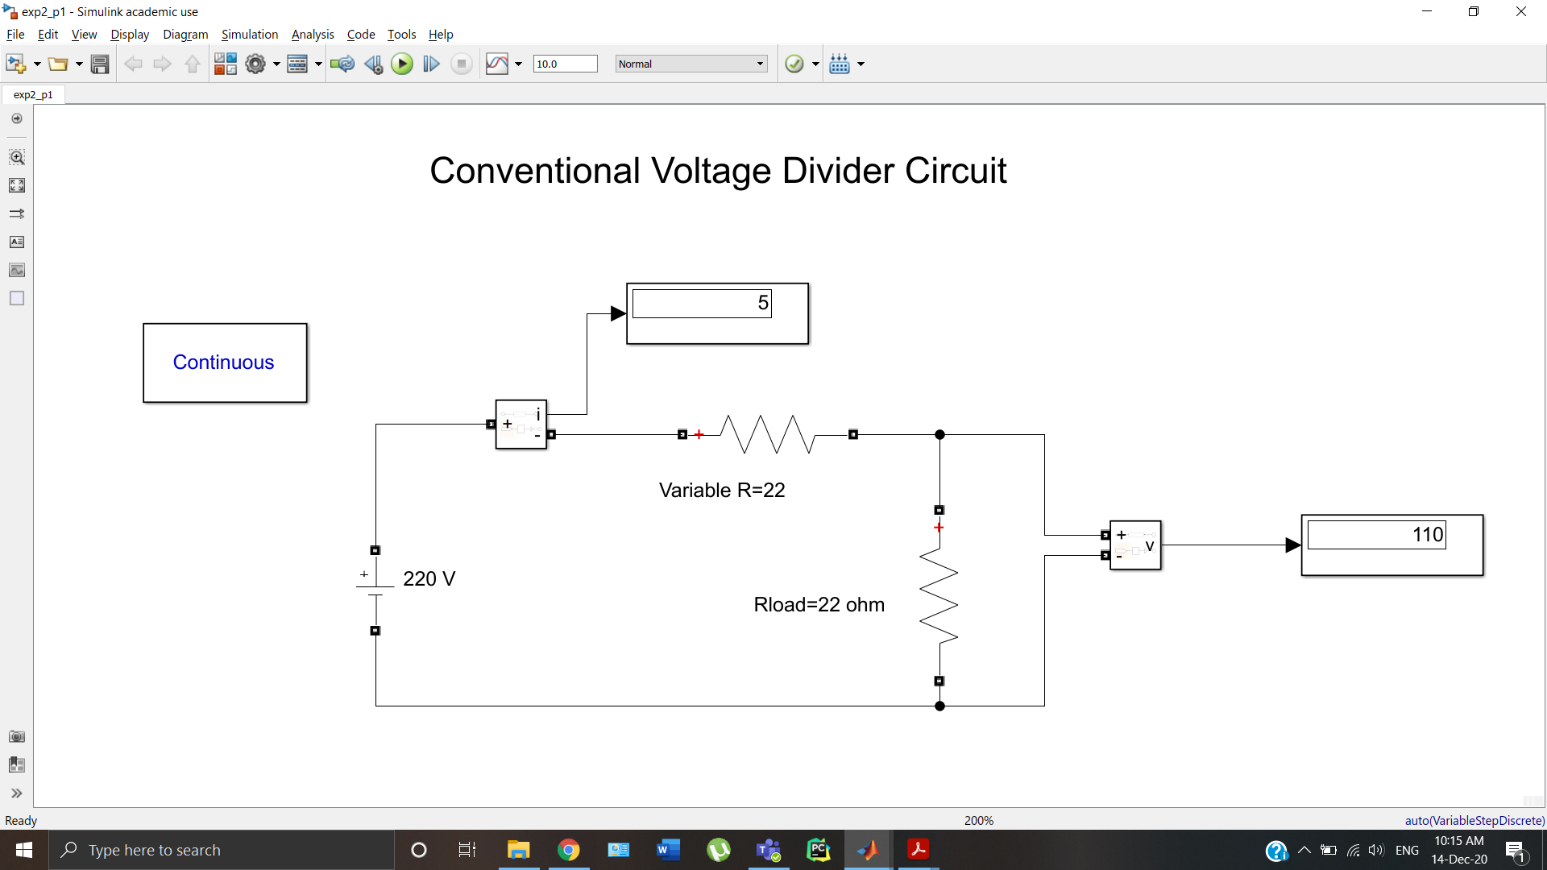 exp2_p1 - Simulink academic use
File Edit View Display Diagram Simulation Analysis Code Tools Help
10.0 Normal
exp2_p1
Conventional Voltage Divider Circuit
5
Continuous
i
+
-
+
Variable R=22
+
+
-
v
110
+
220 V
Rload=22 ohm
Ready 200% auto(VariableStepDiscrete)
Type here to search
ENG
10:15 AM
14-Dec-20
1